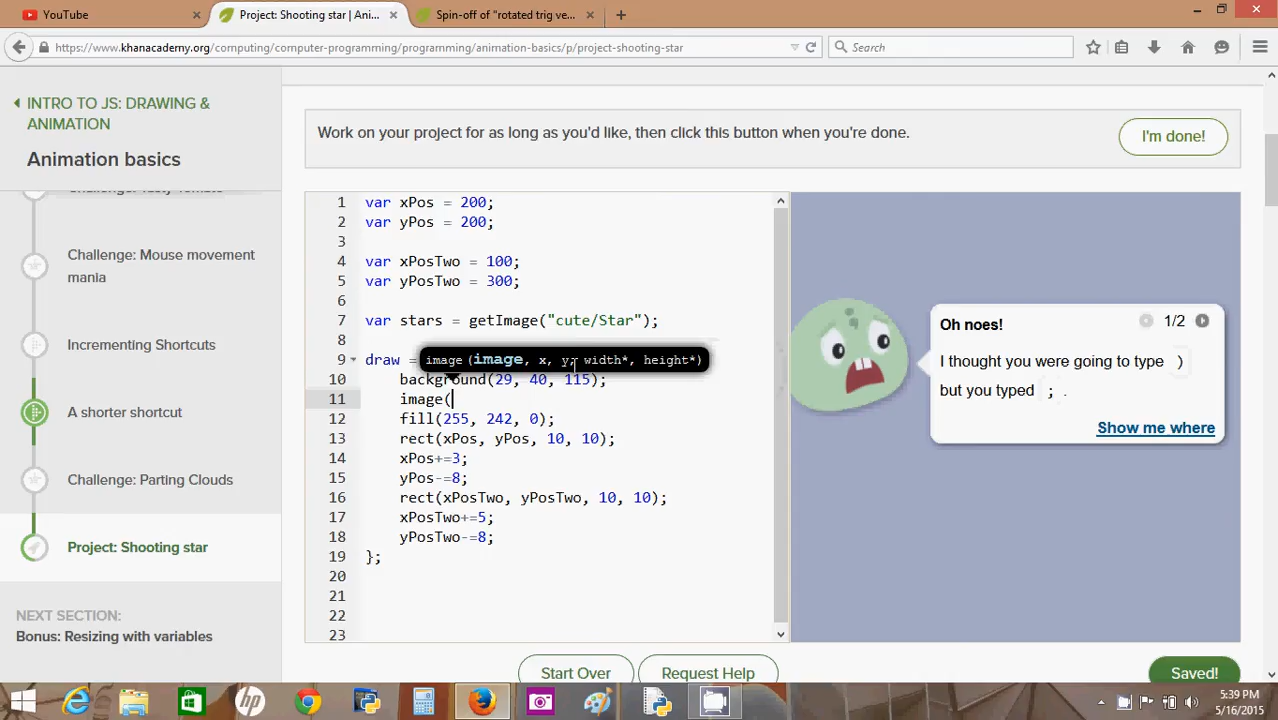 YouTube
Project: Shooting star | Ani...
Spin-off of “rotated trig ve...
https://www.khanacademy.org/computing/computer-programming/programming/animation-basics/p/project-shooting-star
Search
INTRO TO JS: DRAWING &
ANIMATION
Animation basics
Challenge: Mouse movement
mania
Incrementing Shortcuts
A shorter shortcut
Challenge: Parting Clouds
Project: Shooting star
NEXT SECTION:
Bonus: Resizing with variables
Work on your project for as long as you'd like, then click this button when you're done.
I'm done!
1 var xPos = 200;
2 var yPos = 200;
3
4 var xPosTwo = 100;
5 var yPosTwo = 300;
6
7 var stars = getImage("cute/Star");
8
image(image, x, y, width*, height*)
9 draw =
10 background(29, 40, 115);
11 image(
12 fill(255, 242, 0);
13 rect(xPos, yPos, 10, 10);
14 xPos+=3;
15 yPos-=8;
16 rect(xPosTwo, yPosTwo, 10, 10);
17 xPosTwo+=5;
18 yPosTwo-=8;
19 };
20
21
22
23
Oh noes!
1/2
I thought you were going to type )
but you typed ; .
Show me where
Start Over
Request Help
Saved!
5:39 PM
5/16/2015